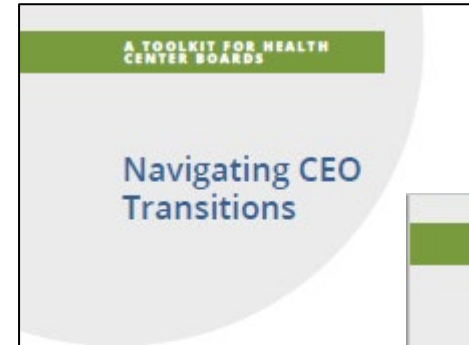 A TOOLKIT FOR HEALTH
CENTER BOARDS
Navigating CEO
Transitions